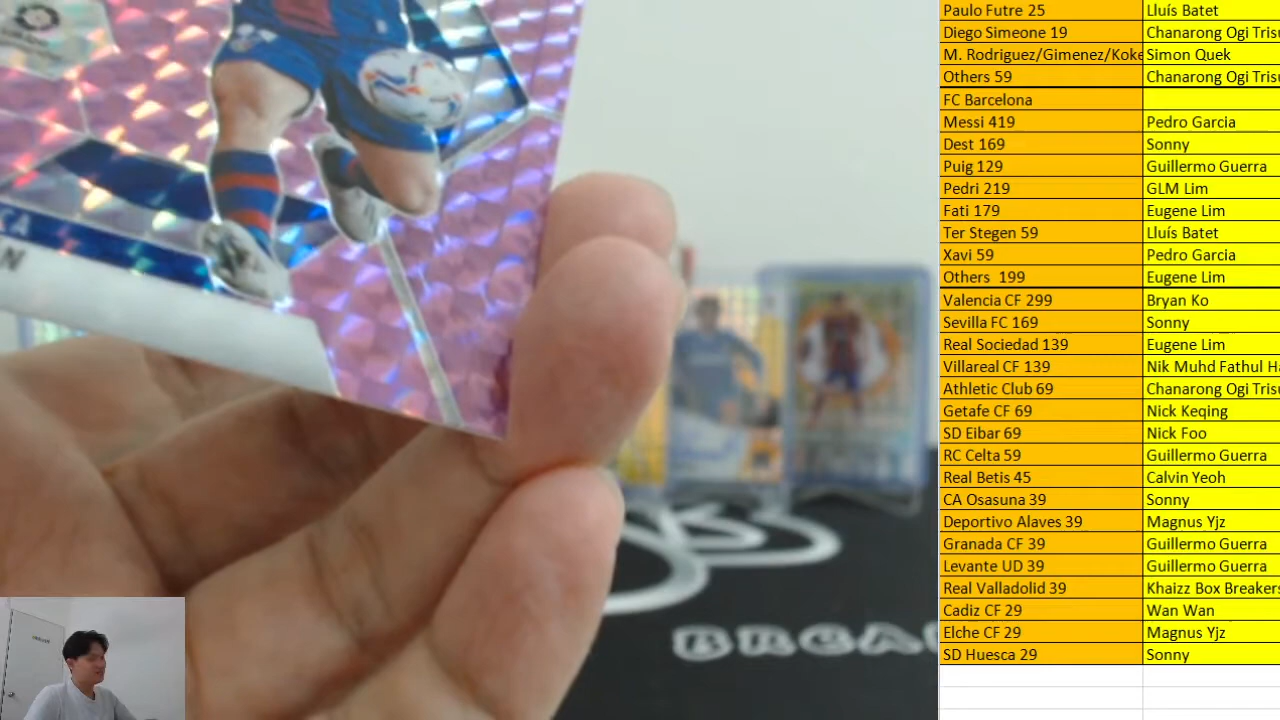 Paulo Futre 25 Lluís Batet
Diego Simeone 19 Chanarong Ogi Trisu
M. Rodriguez/Gimenez/Koke Simon Quek
Others 59 Chanarong Ogi Trisu
FC Barcelona
Messi 419 Pedro Garcia
Dest 169 Sonny
Puig 129 Guillermo Guerra
Pedri 219 GLM Lim
Fati 179 Eugene Lim
Ter Stegen 59 Lluís Batet
Xavi 59 Pedro Garcia
Others 199 Eugene Lim
Valencia CF 299 Bryan Ko
Sevilla FC 169 Sonny
Real Sociedad 139 Eugene Lim
Villareal CF 139 Nik Muhd Fathul Ha
Athletic Club 69 Chanarong Ogi Trisu
Getafe CF 69 Nick Keqing
SD Eibar 69 Nick Foo
RC Celta 59 Guillermo Guerra
Real Betis 45 Calvin Yeoh
CA Osasuna 39 Sonny
Deportivo Alaves 39 Magnus Yjz
Granada CF 39 Guillermo Guerra
Levante UD 39 Guillermo Guerra
Real Valladolid 39 Khaizz Box Breakers
Cadiz CF 29 Wan Wan
Elche CF 29 Magnus Yjz
SD Huesca 29 Sonny
BREA